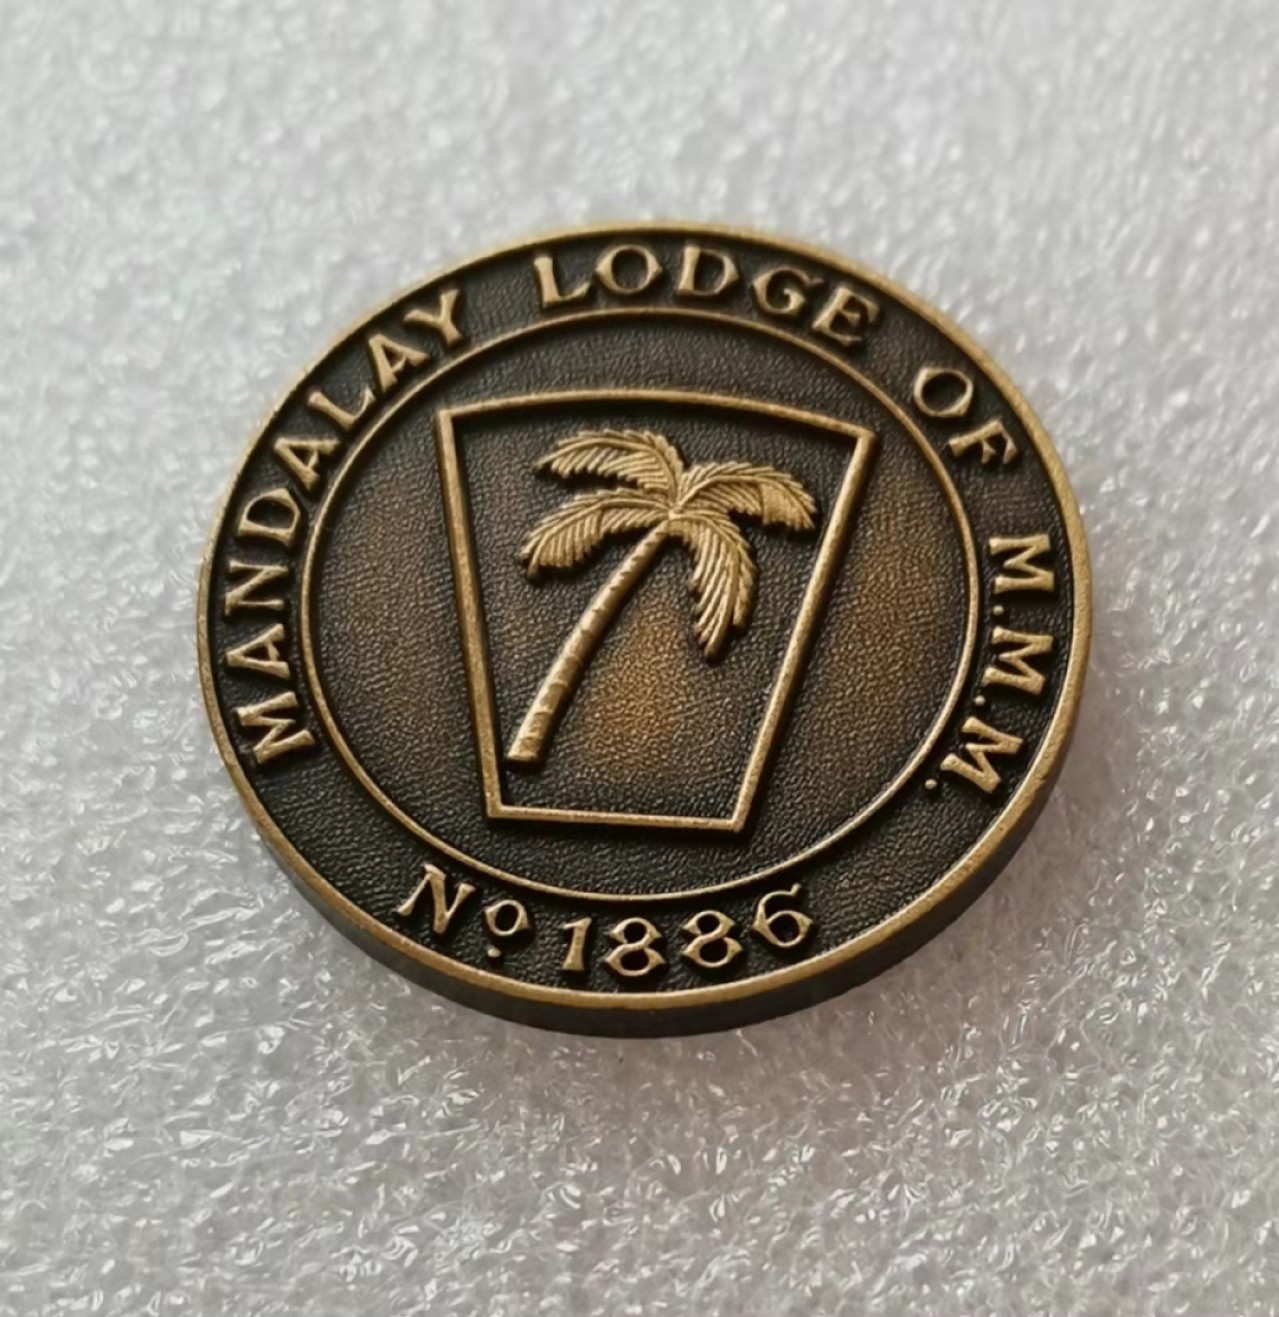 MANDALAY LODGE OF M.M.M.
No. 1886